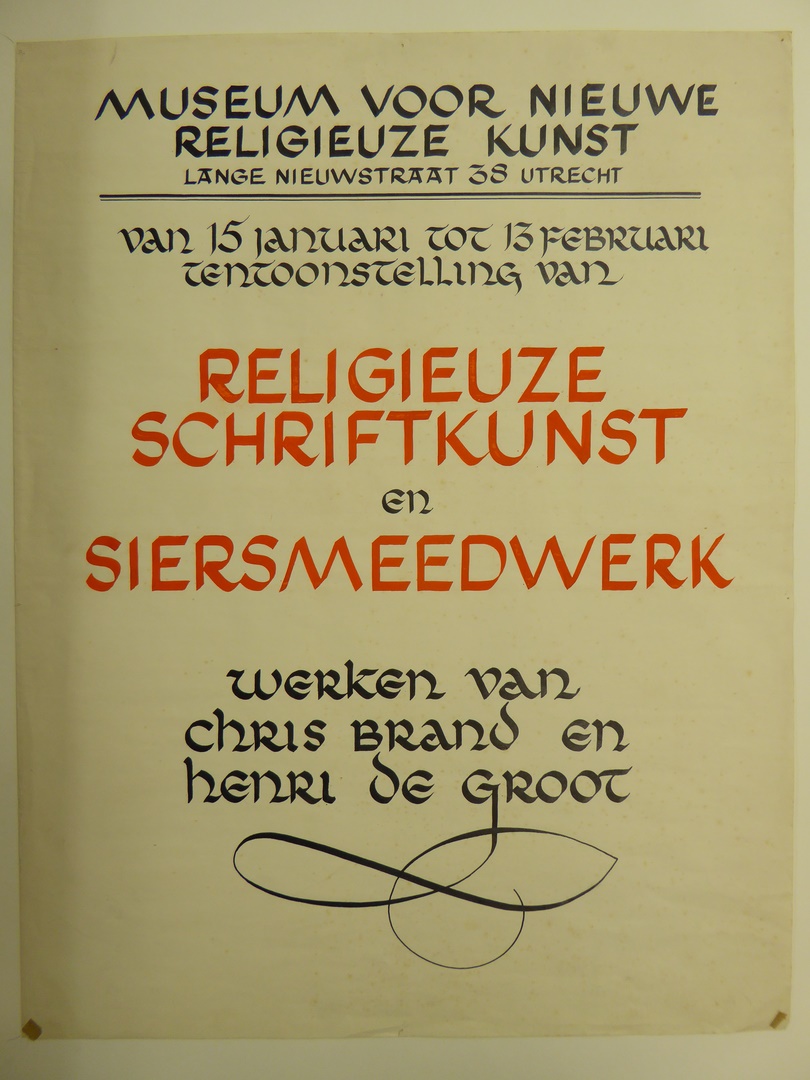 MUSEUM VOOR NIEUWE
RELIGIEUZE KUNST
LANGE NIEUWSTRAAT 38 UTRECHT
van 15 januari tot 13 februari
tentoonstelling van
RELIGIEUZE
SCHRIFTKUNST
en
SIERSMEEDWERK
werken van
chris brand en
henri de groot